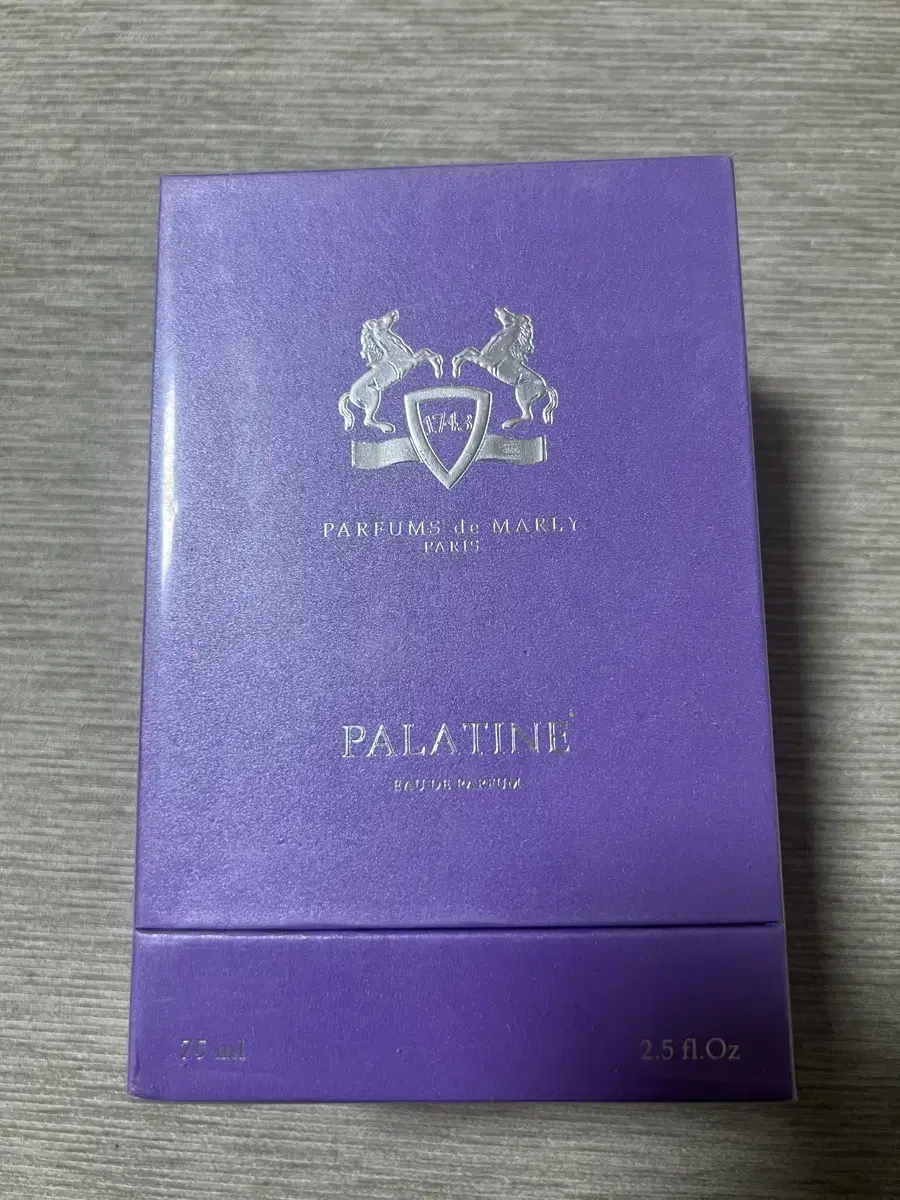 1743
PARFUMS de MARLY
PARIS
PALATINE
EAU DE PARFUM
75 ml
2.5 fl.Oz